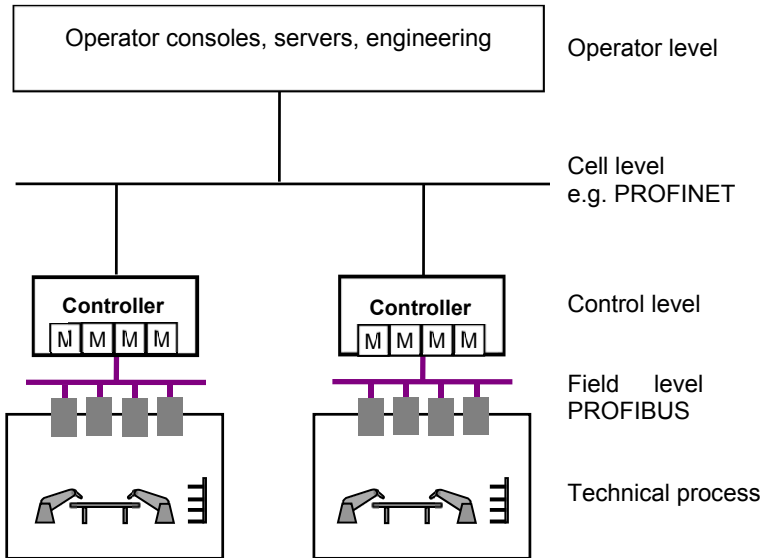 Operator consoles, servers, engineering
Operator level
Cell level
e.g. PROFINET
Controller
M M M M
Controller
M M M M
Control level
Field level
PROFIBUS
Technical process